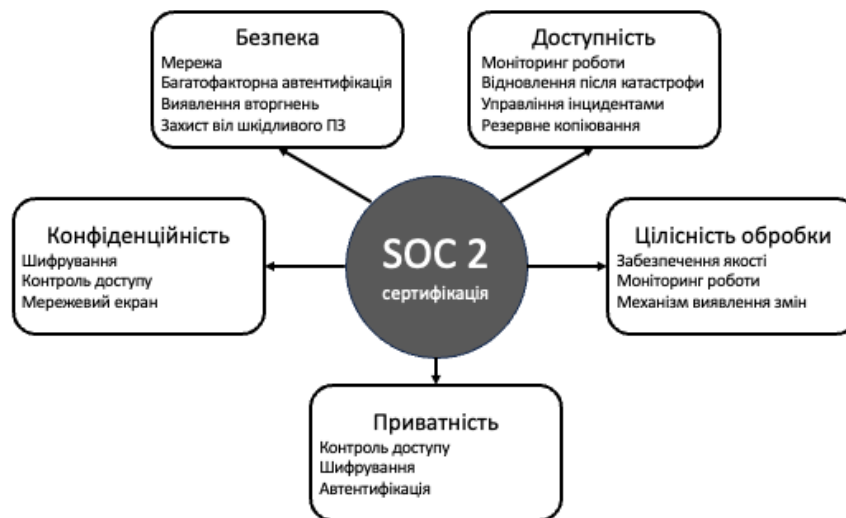 Безпека
Мережа
Багатофакторна автентифікація
Виявлення вторгнень
Захист віл шкідливого ПЗ
Доступність
Моніторинг роботи
Відновлення після катастрофи
Управління інцидентами
Резервне копіювання
Конфіденційність
Шифрування
Контроль доступу
Мережевий екран
SOC 2
сертифікація
Цілісність обробки
Забезпечення якості
Моніторинг роботи
Механізм виявлення змін
Приватність
Контроль доступу
Шифрування
Автентифікація